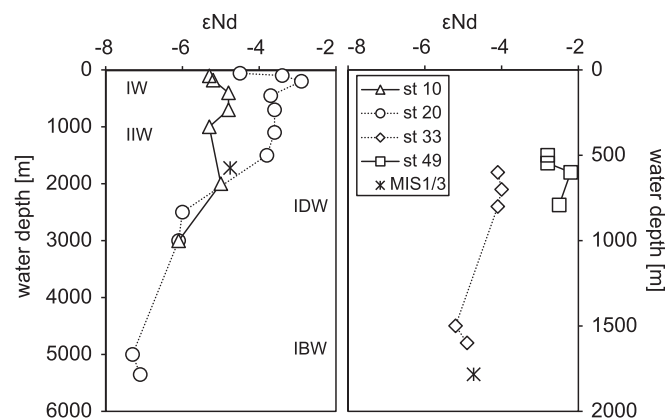 εNd
εNd
-8 -6 -4 -2
-8 -6 -4 -2
0
1000
2000
3000
4000
5000
6000
water depth [m]
IW
IIW
IDW
IBW
st 10
st 20
st 33
st 49
MIS1/3
0
500
1000
1500
2000
water depth [m]